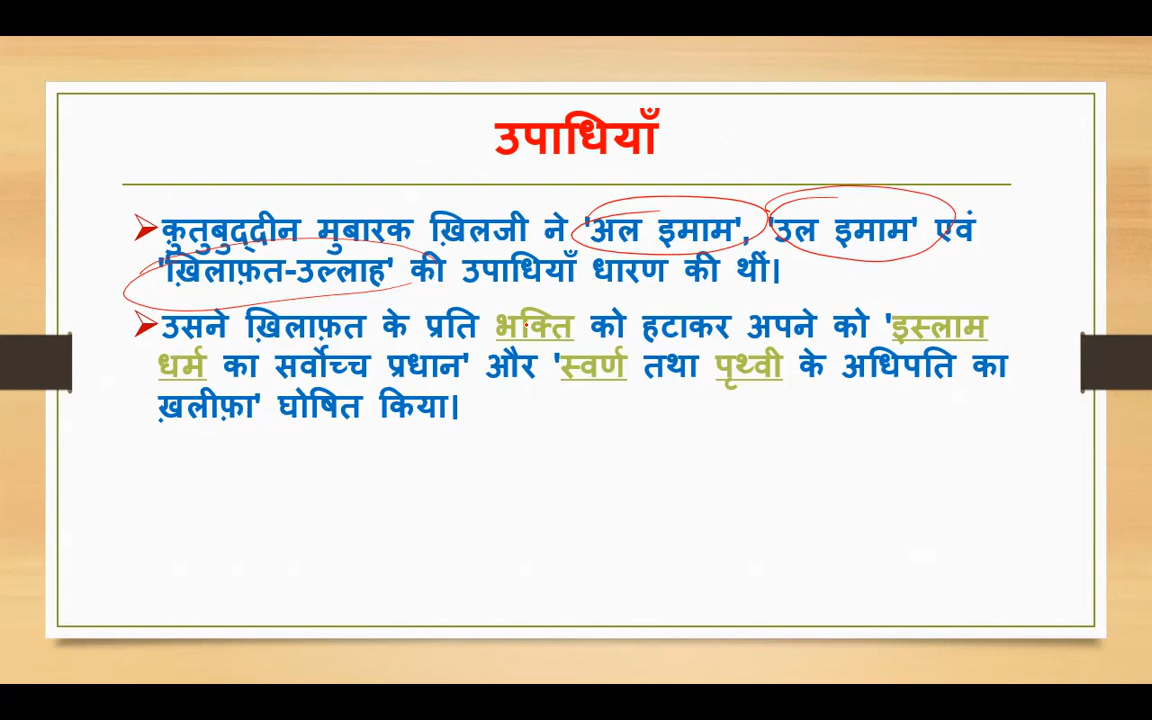 उपाधियाँ
क़ुतुबुद्दीन मुबारक ख़िलजी ने 'अल इमाम', 'उल इमाम' एवं
'ख़िलाफ़त-उल्लाह' की उपाधियाँ धारण की थीं।
उसने ख़िलाफ़त के प्रति भक्ति को हटाकर अपने को 'इस्लाम
धर्म का सर्वोच्च प्रधान' और 'स्वर्ण तथा पृथ्वी के अधिपति का
ख़लीफ़ा' घोषित किया।